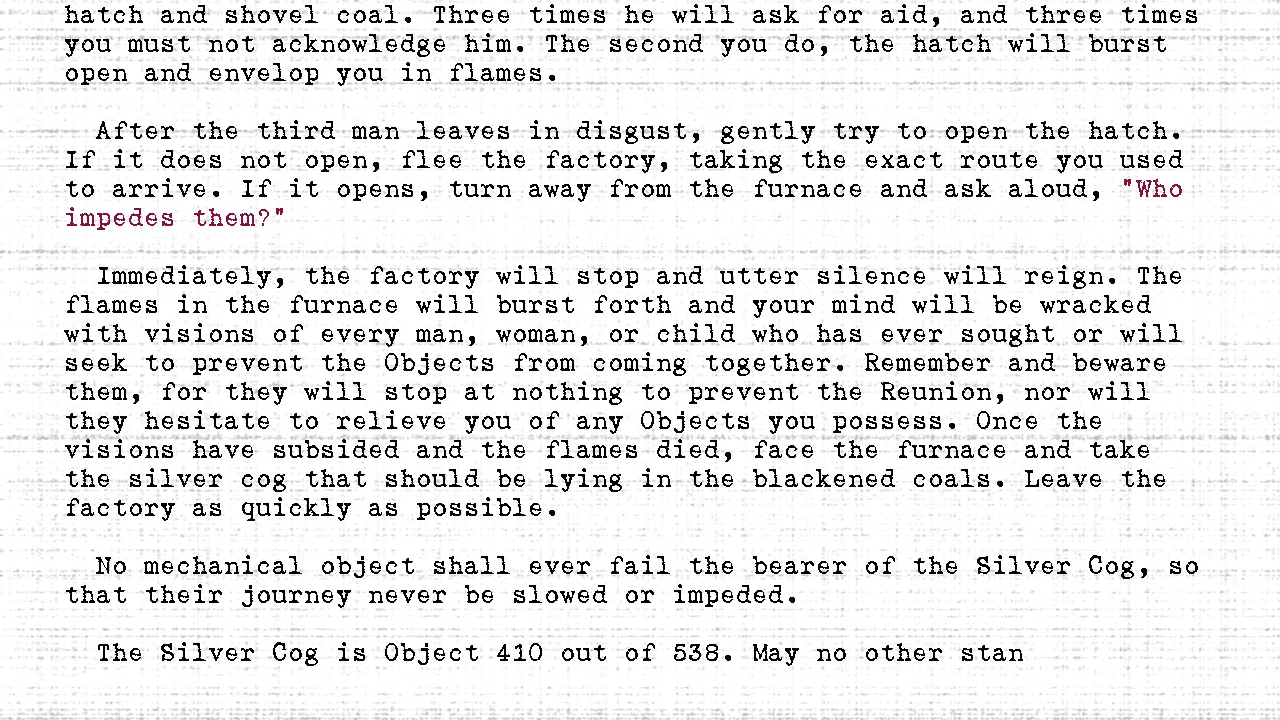 hatch and shovel coal. Three times he will ask for aid, and three times
you must not acknowledge him. The second you do, the hatch will burst
open and envelop you in flames.
After the third man leaves in disgust, gently try to open the hatch.
If it does not open, flee the factory, taking the exact route you used
to arrive. If it opens, turn away from the furnace and ask aloud, "Who
impedes them?"
Immediately, the factory will stop and utter silence will reign. The
flames in the furnace will burst forth and your mind will be wracked
with visions of every man, woman, or child who has ever sought or will
seek to prevent the Objects from coming together. Remember and beware
them, for they will stop at nothing to prevent the Reunion, nor will
they hesitate to relieve you of any Objects you possess. Once the
visions have subsided and the flames died, face the furnace and take
the silver cog that should be lying in the blackened coals. Leave the
factory as quickly as possible.
No mechanical object shall ever fail the bearer of the Silver Cog, so
that their journey never be slowed or impeded.
The Silver Cog is Object 410 out of 538. May no other stan